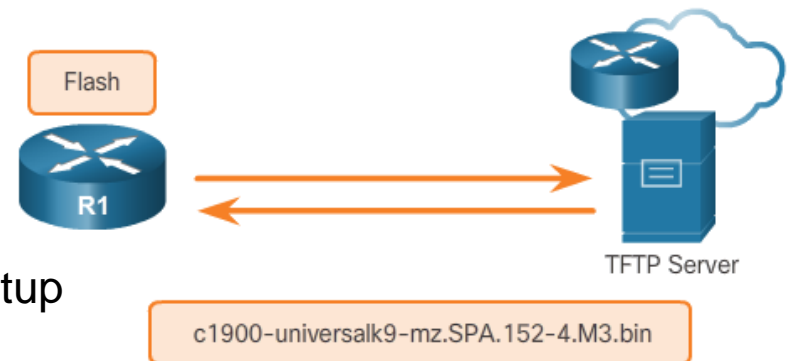 Flash
R1
TFTP Server
tup
c1900-universalk9-mz.SPA.152-4.M3.bin